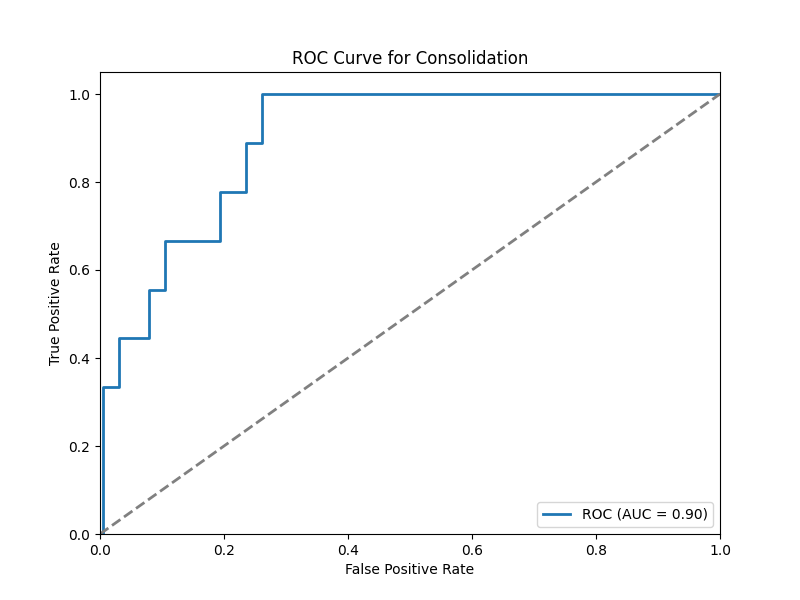 ROC Curve for Consolidation
True Positive Rate
1.0
0.8
0.6
0.4
0.2
0.0
ROC (AUC = 0.90)
0.0 0.2 0.4 0.6 0.8 1.0
False Positive Rate